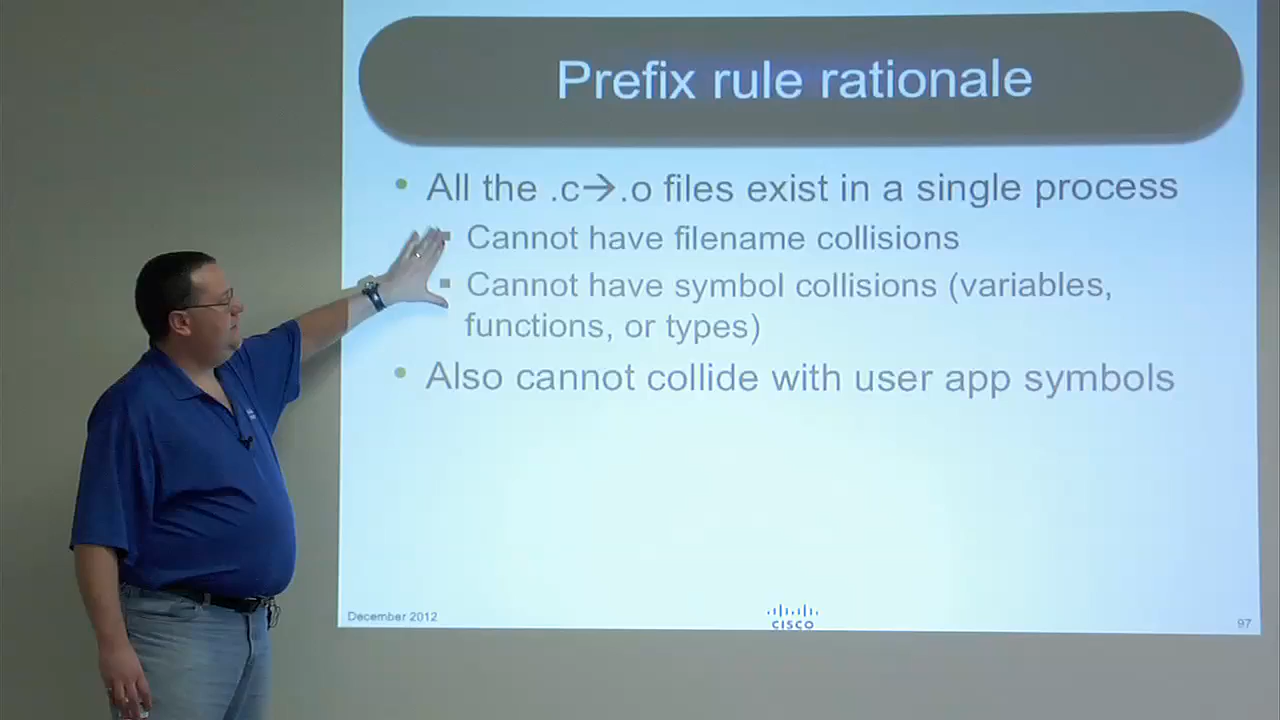 Prefix rule rationale
• All the .c→.o files exist in a single process
▪ Cannot have filename collisions
▪ Cannot have symbol collisions (variables,
functions, or types)
• Also cannot collide with user app symbols
December 2012
CISCO
97